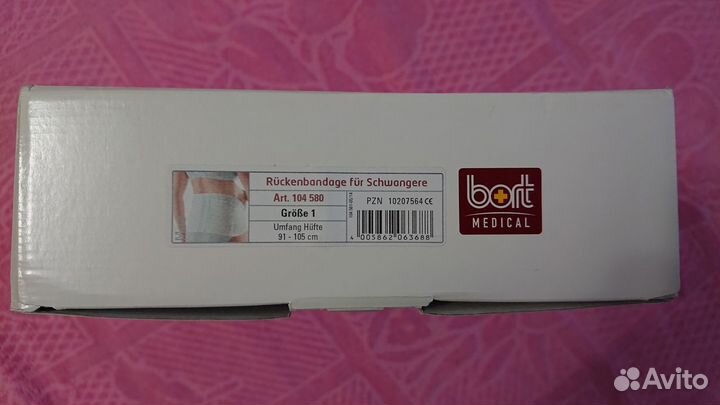 Rückenbandage für Schwangere
Art. 104 580
Größe 1
Umfang Hüfte
91 - 105 cm
PZN 10207564 CE
4 005862 063688
bort
MEDICAL
Avito